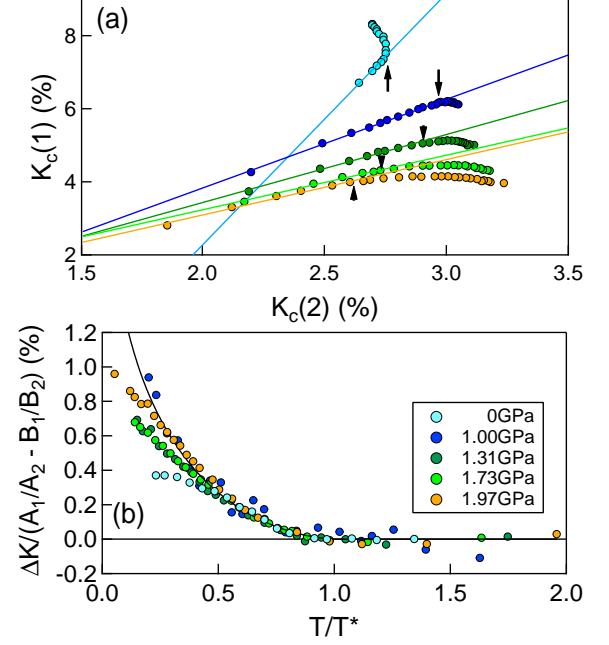 (a)
8
6
4
2
K_c(1) (%)
1.5 2.0 2.5 3.0 3.5
K_c(2) (%)
1.2
1.0
0.8
0.6
0.4
0.2
0.0
-0.2
ΔK/(A_1/A_2 - B_1/B_2) (%)
0GPa
1.00GPa
1.31GPa
1.73GPa
1.97GPa
(b)
0.0 0.5 1.0 1.5 2.0
T/T*